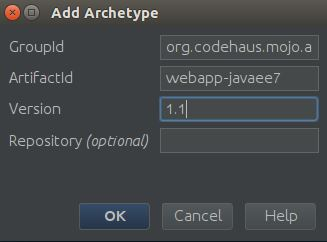 Add Archetype
GroupId org.codehaus.mojo.a
ArtifactId webapp-javaee7
Version 1.1
Repository (optional)
OK Cancel Help